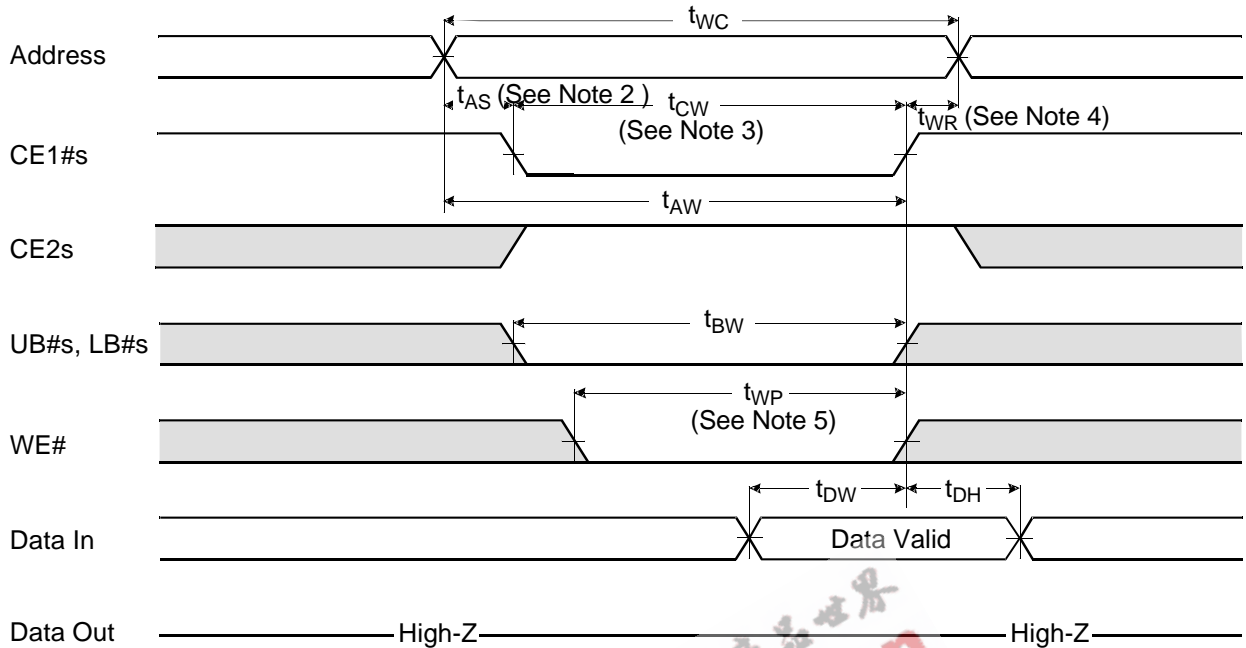 tWC
Address
tAS (See Note 2 )
tCW
(See Note 3)
tWR (See Note 4)
CE1#s
tAW
CE2s
tBW
UB#s, LB#s
tWP
(See Note 5)
WE#
tDW
tDH
Data In
Data Valid
Data Out
High-Z
High-Z